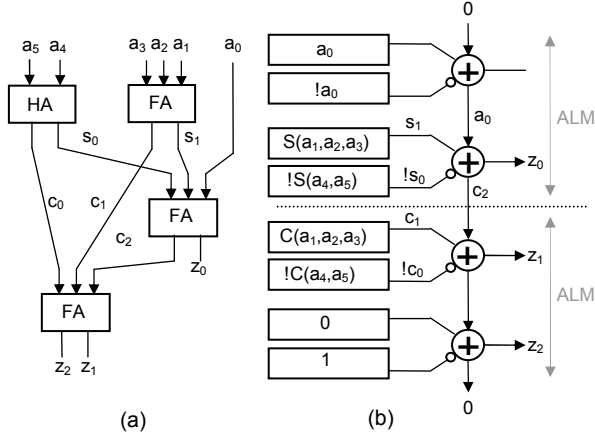 a5 a4 a3 a2 a1 a0
HA FA
s0 s1
c0 c1
FA
c2
z0
FA
z2 z1
(a)
0
a0
!a0
a0
S(a1,a2,a3) s1
!S(a4,a5) !s0 z0
c2
ALM
C(a1,a2,a3) c1
!C(a4,a5) !c0 z1
0
1 z2
ALM
0
(b)